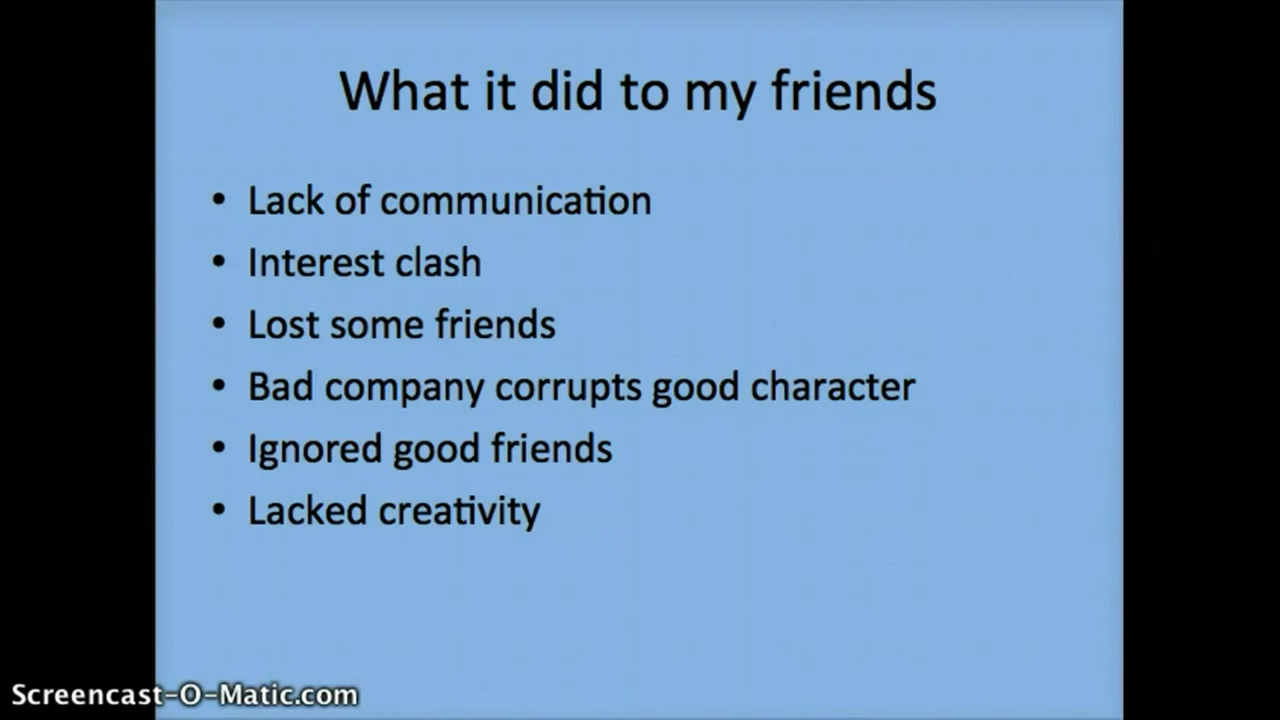 What it did to my friends
• Lack of communication
• Interest clash
• Lost some friends
• Bad company corrupts good character
• Ignored good friends
• Lacked creativity
Screencast-O-Matic.com